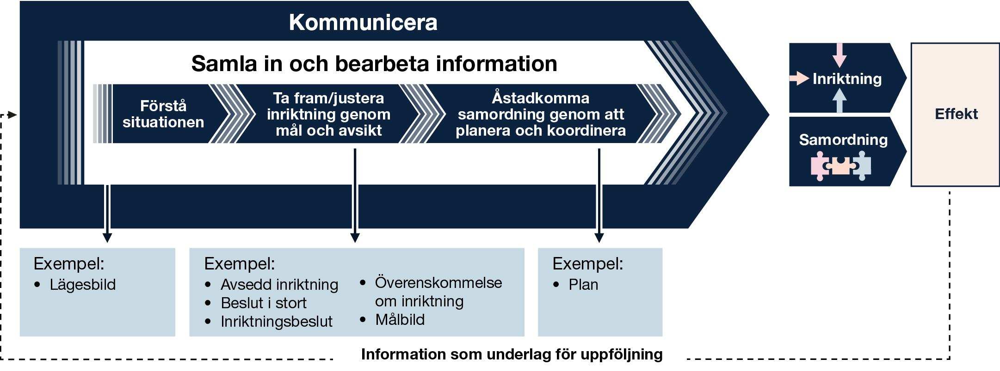 Kommunicera
Samla in och bearbeta information
Förstå
situationen
Ta fram/justera
inriktning genom
mål och avsikt
Åstadkomma
samordning genom att
planera och koordinera
Inriktning
Samordning
Effekt
Exempel:
• Lägesbild
Exempel:
• Avsedd inriktning
• Beslut i stort
• Inriktningsbeslut
• Överenskommelse
om inriktning
• Målbild
Exempel:
• Plan
Information som underlag för uppföljning